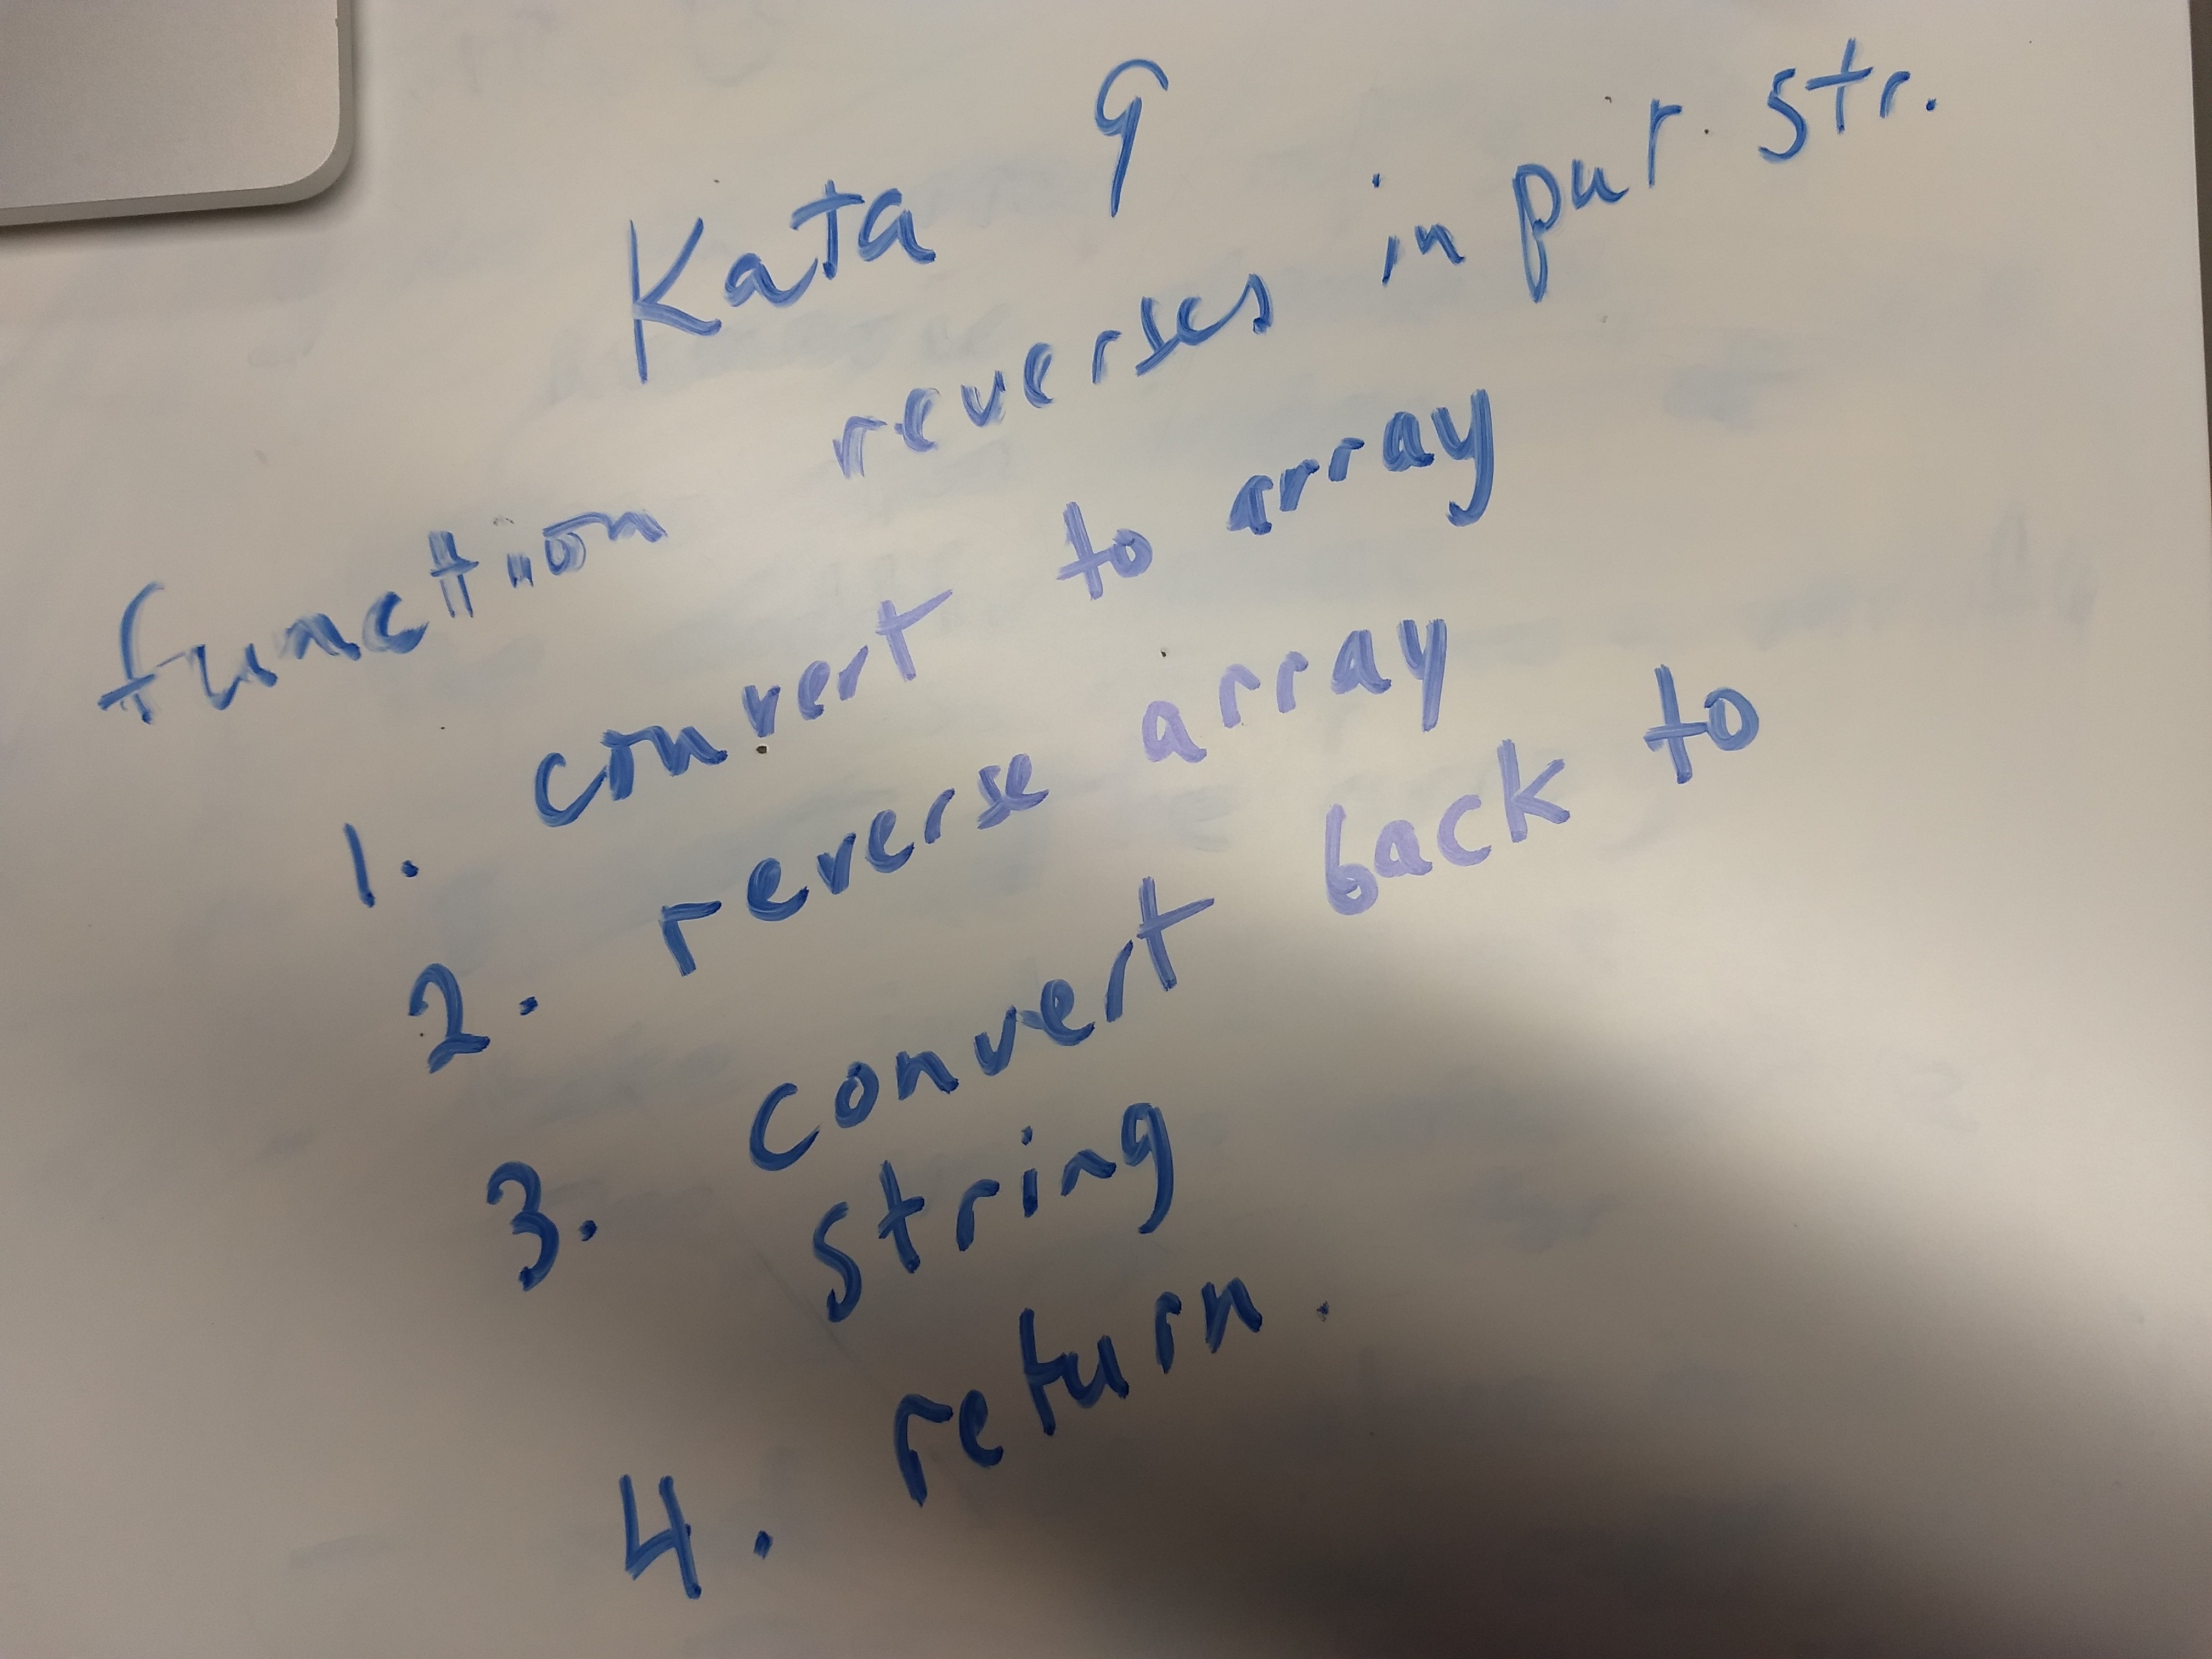 Kata 9
function reverses input str.
1. convert to array
2. reverse array
3. convert back to
string
4. return.